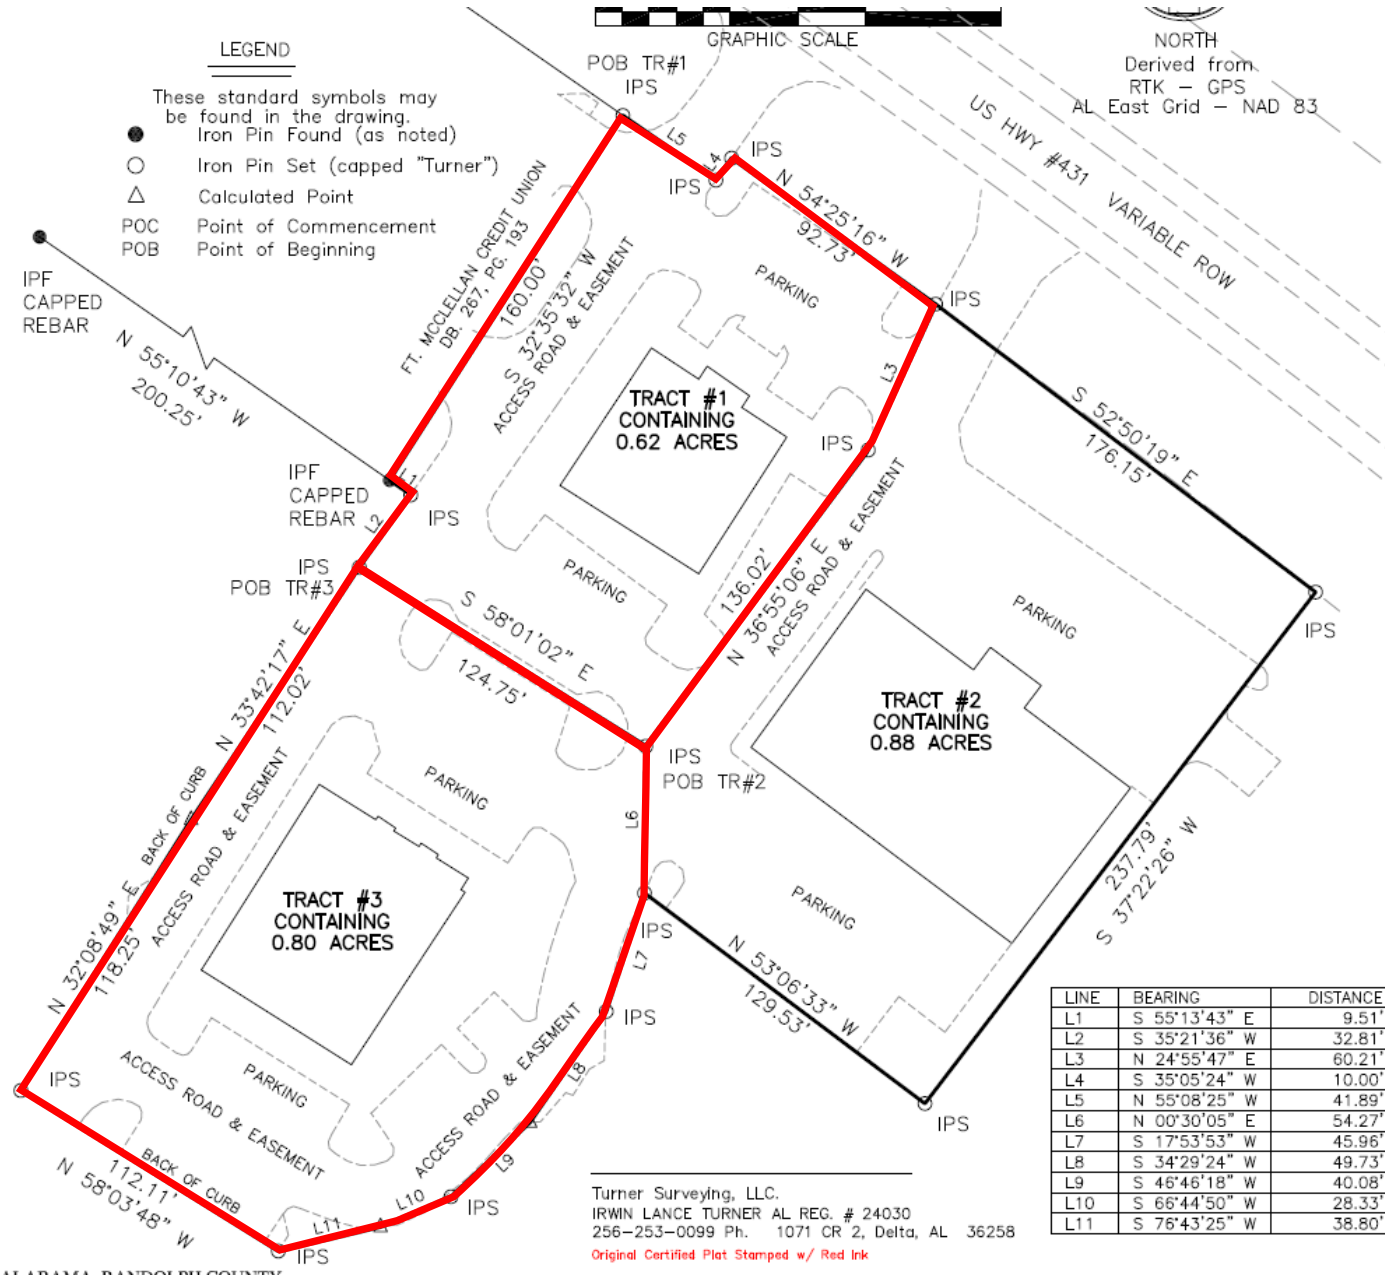 GRAPHIC SCALE
NORTH
Derived from
RTK – GPS
AL East Grid – NAD 83
LEGEND
These standard symbols may
be found in the drawing.
Iron Pin Found (as noted)
Iron Pin Set (capped "Turner")
Calculated Point
POC Point of Commencement
POB Point of Beginning
POB TR#1
IPS
L5
L4
IPS
IPS
N 54°25'16" W
92.73'
US HWY #431 VARIABLE ROW
IPS
FT. MCCLELLAN CREDIT UNION
DB. 267, PG. 193
160.00'
S 32°35'32" W
ACCESS ROAD & EASEMENT
PARKING
IPF
CAPPED
REBAR
N 55°10'43" W
200.25'
TRACT #1
CONTAINING
0.62 ACRES
L3
IPS
S 52°50'19" E
176.15'
IPF
CAPPED
REBAR
L1
IPS
L2
IPS
POB TR#3
PARKING
136.02'
N 36°55'06" E
ACCESS ROAD & EASEMENT
S 58°01'02" E
124.75'
PARKING
IPS
N 33°42'17" E
112.02'
TRACT #2
CONTAINING
0.88 ACRES
IPS
POB TR#2
L6
PARKING
BACK OF CURB
ACCESS ROAD & EASEMENT
237.79'
S 37°22'26" W
PARKING
TRACT #3
CONTAINING
0.80 ACRES
N 32°08'49" E
118.25'
IPS
L7
N 53°06'33" W
129.53'
IPS
L8
IPS
IPS
PARKING
ACCESS ROAD & EASEMENT
ACCESS ROAD & EASEMENT
BACK OF CURB
112.11'
N 58°03'48" W
L9
IPS
L10
L11
IPS
LINE BEARING DISTANCE
L1 S 55°13'43" E 9.51'
L2 S 35°21'36" W 32.81'
L3 N 24°55'47" E 60.21'
L4 S 35°05'24" W 10.00'
L5 N 55°08'25" W 41.89'
L6 N 00°30'05" E 54.27'
L7 S 17°53'53" W 45.96'
L8 S 34°29'24" W 49.73'
L9 S 46°46'18" W 40.08'
L10 S 66°44'50" W 28.33'
L11 S 76°43'25" W 38.80'
Turner Surveying, LLC.
IRWIN LANCE TURNER AL REG. # 24030
256–253–0099 Ph. 1071 CR 2, Delta, AL 36258
Original Certified Plat Stamped w/ Red Ink
ALABAMA, RANDOLPH COUNTY